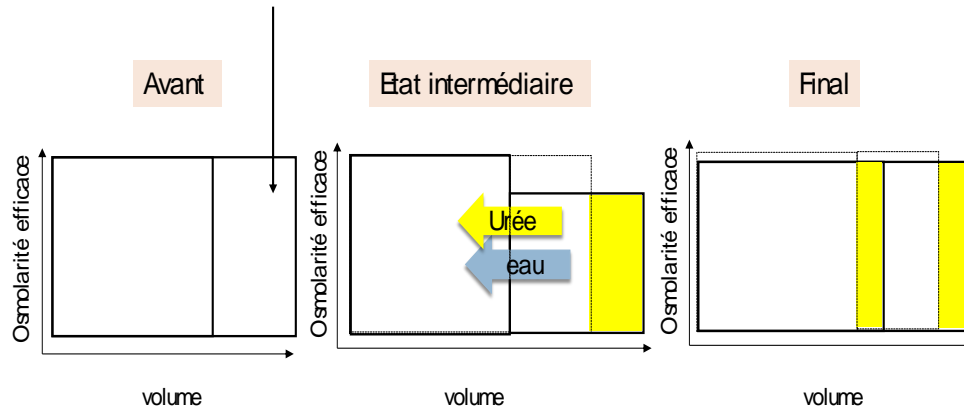 Avant
Etat intermédiaire
Final
Osmolarité efficace
Osmolarité efficace
Osmolarité efficace
Urée
eau
volume
volume
volume